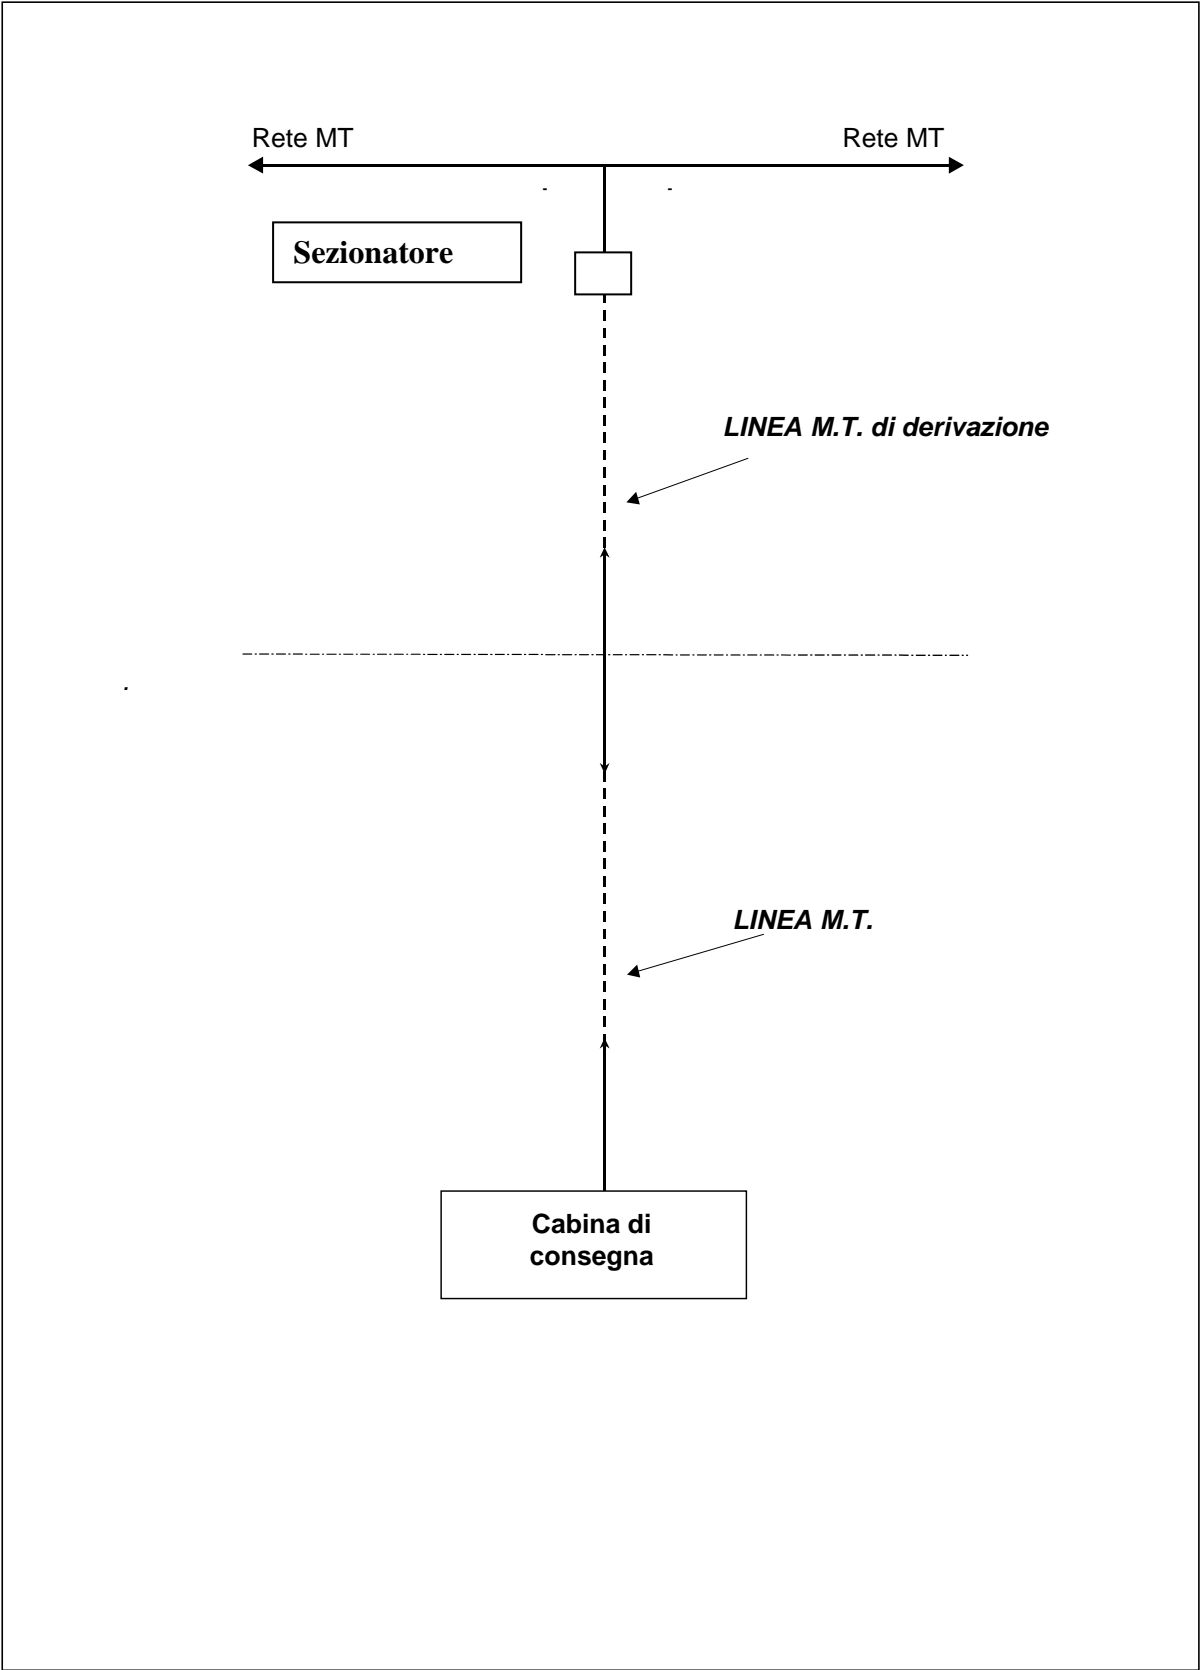 Rete MT
Rete MT
Sezionatore
LINEA M.T. di derivazione
LINEA M.T.
Cabina di
consegna